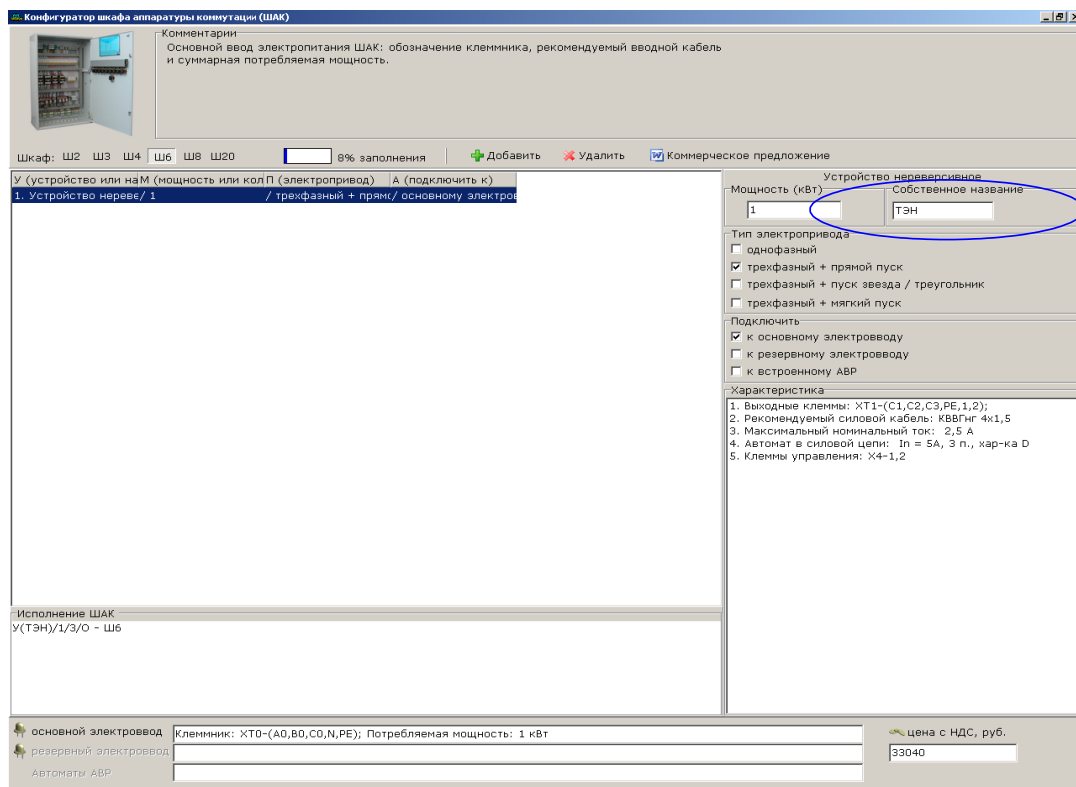 Конфигуратор шкафа аппаратуры коммутации (ШАК)
Комментарии
Основной ввод электропитания ШАК: обозначение клеммника, рекомендуемый вводной кабель
и суммарная потребляемая мощность.
Шкаф: Ш2 Ш3 Ш4 Ш6 Ш8 Ш20 8% заполнения Добавить Удалить Коммерческое предложение
У (устройство или на М (мощность или кол П (электропривод) А (подключить к)
1. Устройство неревє / 1 / трехфазный + прямо / основному электров
Устройство нереверсивное
Мощность (кВт) Собственное название
1 ТЭН
Тип электропривода
однофазный
трехфазный + прямой пуск
трехфазный + пуск звезда / треугольник
трехфазный + мягкий пуск
Подключить
к основному электровводу
к резервному электровводу
к встроенному АВР
Характеристика
1. Выходные клеммы: XT1-(C1,C2,C3,PE,1,2);
2. Рекомендуемый силовой кабель: КВВГнг 4x1,5
3. Максимальный номинальный ток: 2,5 А
4. Автомат в силовой цепи: In = 5А, 3 п., хар-ка D
5. Клеммы управления: X4-1,2
Исполнение ШАК
У(ТЭН)/1/3/О - Ш6
основной электроввод Клеммник: XT0-(A0,B0,C0,N,PE); Потребляемая мощность: 1 кВт
резервный электроввод
Автоматы АВР
цена с НДС, руб.
33040